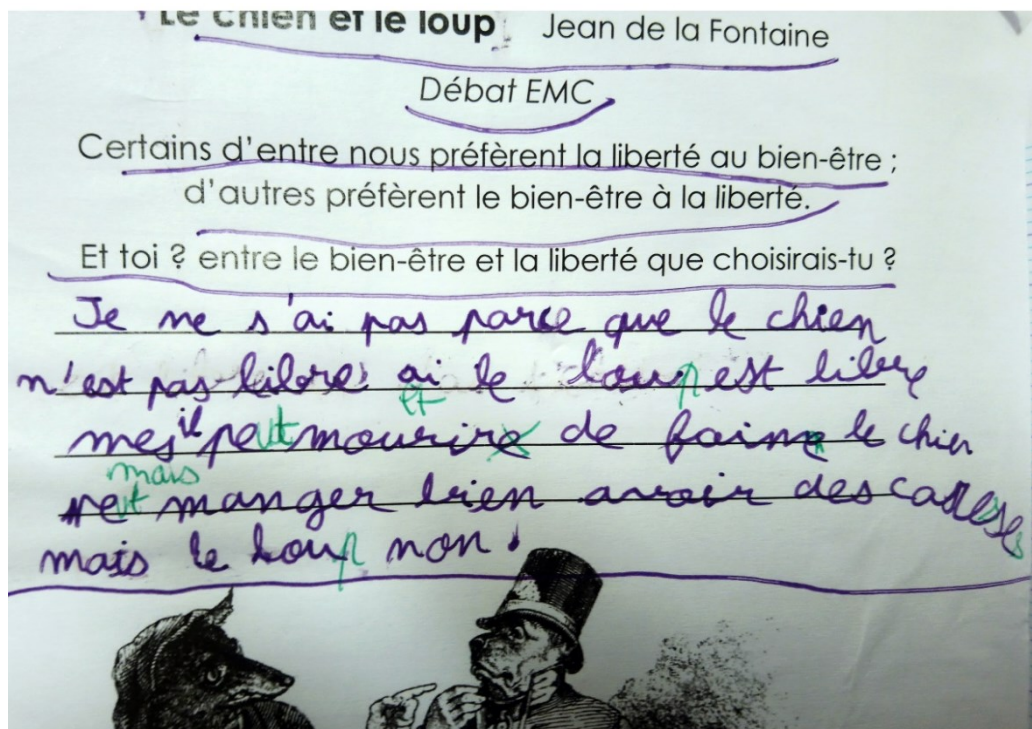 Le chien et le loup Jean de la Fontaine
Débat EMC
Certains d'entre nous préfèrent la liberté au bien-être ;
d'autres préfèrent le bien-être à la liberté.
Et toi ? entre le bien-être et la liberté que choisirais-tu ?
Je ne s'ai pas parce que le chien
n'est pas libre ai le loup est libre
et
mes il peut mourire de faim le chien
mais
peut manger bien avoir des caresses
mais le loup non.